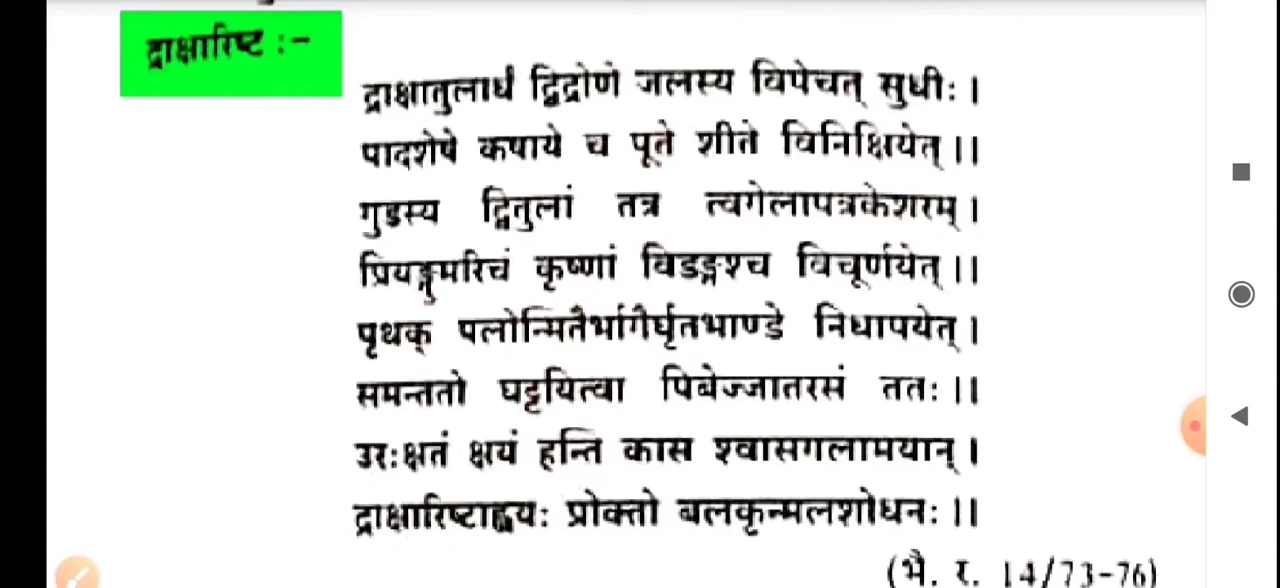 द्राक्षारिष्ट :-
द्राक्षातुलार्धं द्विद्रोणे जलस्य विपेचत् सुधीः।
पादशेषे कषाये च पूते शीते विनिक्षियेत्।।
गुडस्य द्वितुलां तत्र त्वगेलापत्रकेशरम्।
प्रियङ्गुमरिचं कृष्णां विडङ्गश्च विचूर्णयेत्।।
पृथक् पलोन्मितैर्भागैर्घृतभाण्डे निधापयेत्।
समन्ततो घट्टयित्वा पिबेज्जातरसं ततः।।
उरःक्षतं क्षयं हन्ति कास श्वासगलामयान्।
द्राक्षारिष्टाह्वयः प्रोक्तो बलकृन्मलशोधनः।।
(भै. र. 14/73-76)